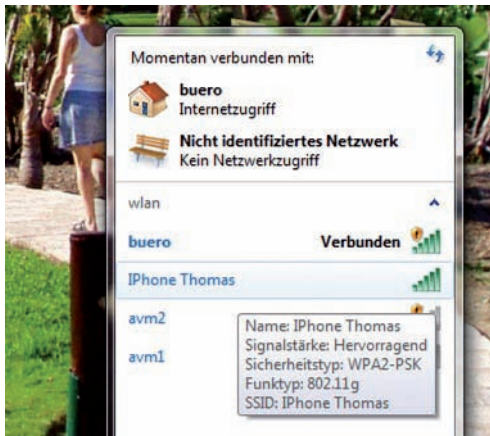 Momentan verbunden mit:
buero
Internetzugriff
Nicht identifiziertes Netzwerk
Kein Netzwerkzugriff
wlan
buero Verbunden
IPhone Thomas
avm2
avm1
Name: IPhone Thomas
Signalstärke: Hervorragend
Sicherheitstyp: WPA2-PSK
Funktyp: 802.11g
SSID: IPhone Thomas